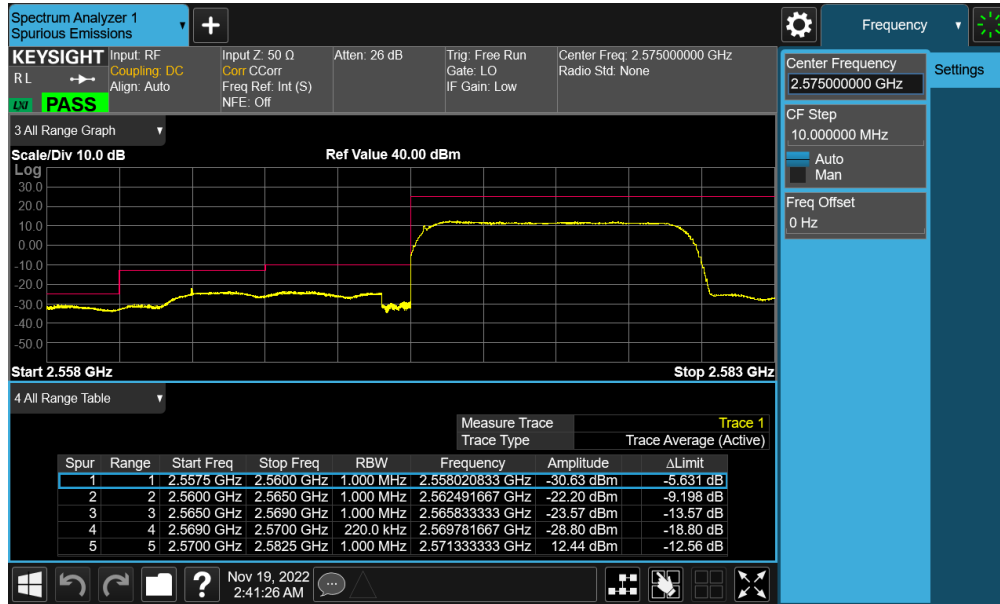 Spectrum Analyzer 1
Spurious Emissions
+
Frequency
KEYSIGHT
R L
LXI
PASS
Input: RF
Coupling: DC
Align: Auto
Input Z: 50 Ω
Corr CCorr
Freq Ref: Int (S)
NFE: Off
Atten: 26 dB
Trig: Free Run
Gate: LO
IF Gain: Low
Center Freq: 2.575000000 GHz
Radio Std: None
Center Frequency
2.575000000 GHz
Settings
CF Step
10.000000 MHz
Auto
Man
Freq Offset
0 Hz
3 All Range Graph
Scale/Div 10.0 dB
Ref Value 40.00 dBm
Log
30.0
20.0
10.0
0.00
-10.0
-20.0
-30.0
-40.0
-50.0
Start 2.558 GHz
Stop 2.583 GHz
4 All Range Table
Measure Trace Trace 1
Trace Type Trace Average (Active)
Spur Range Start Freq Stop Freq RBW Frequency Amplitude ΔLimit
1 1 2.5575 GHz 2.5600 GHz 1.000 MHz 2.558020833 GHz -30.63 dBm -5.631 dB
2 2 2.5600 GHz 2.5650 GHz 1.000 MHz 2.562491667 GHz -22.20 dBm -9.198 dB
3 3 2.5650 GHz 2.5690 GHz 1.000 MHz 2.565833333 GHz -23.57 dBm -13.57 dB
4 4 2.5690 GHz 2.5700 GHz 220.0 kHz 2.569781667 GHz -28.80 dBm -18.80 dB
5 5 2.5700 GHz 2.5825 GHz 1.000 MHz 2.571333333 GHz 12.44 dBm -12.56 dB
?
Nov 19, 2022
2:41:26 AM